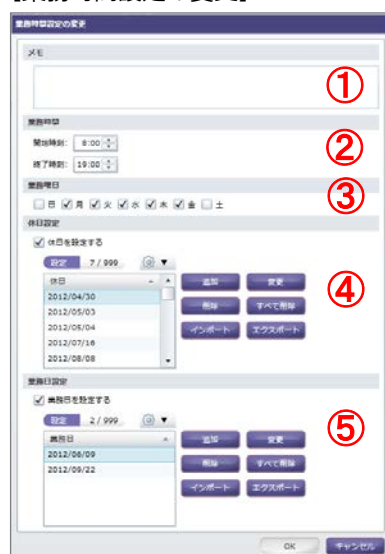 業務時間設定の変更
メモ
①
業務時間
開始時刻: 8:00
終了時刻: 19:00
②
業務曜日
日 月 火 水 木 金 土
③
休日設定
休日を設定する
設定 7 / 999
休日
2012/04/30
2012/05/03
2012/05/04
2012/07/16
2012/08/08
追加 変更
削除 すべて削除
インポート エクスポート
④
業務日設定
業務日を設定する
設定 2 / 999
業務日
2012/06/09
2012/09/22
追加 変更
削除 すべて削除
インポート エクスポート
⑤
OK キャンセル